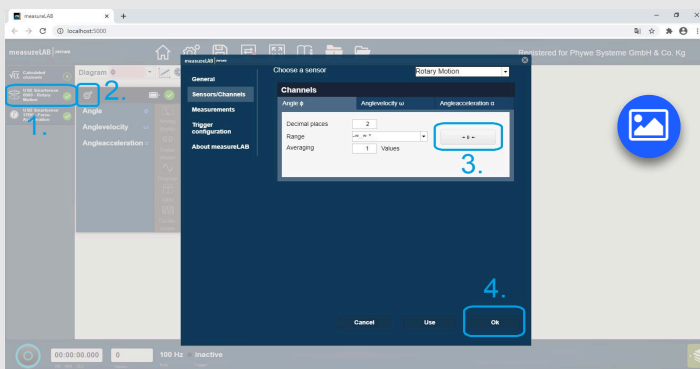 measureLAB
localhost:5000
measureLAB
Registered for Phywe Systeme GmbH & Co. Kg
Calculated channels
Diagram
2.
Motion
1.
Angle
Anglevelocity ω
Angleacceleration α
measureLAB
General
Sensors/Channels
Measurements
Trigger configuration
About measureLAB
Choose a sensor
Rotary Motion
Channels
Angle ϕ
Anglevelocity ω
Angleacceleration α
Decimal places
2
Range
Averaging
1 Values
3.
4.
Cancel
Use
Ok
00:00:00.000
0
100 Hz
Inactive